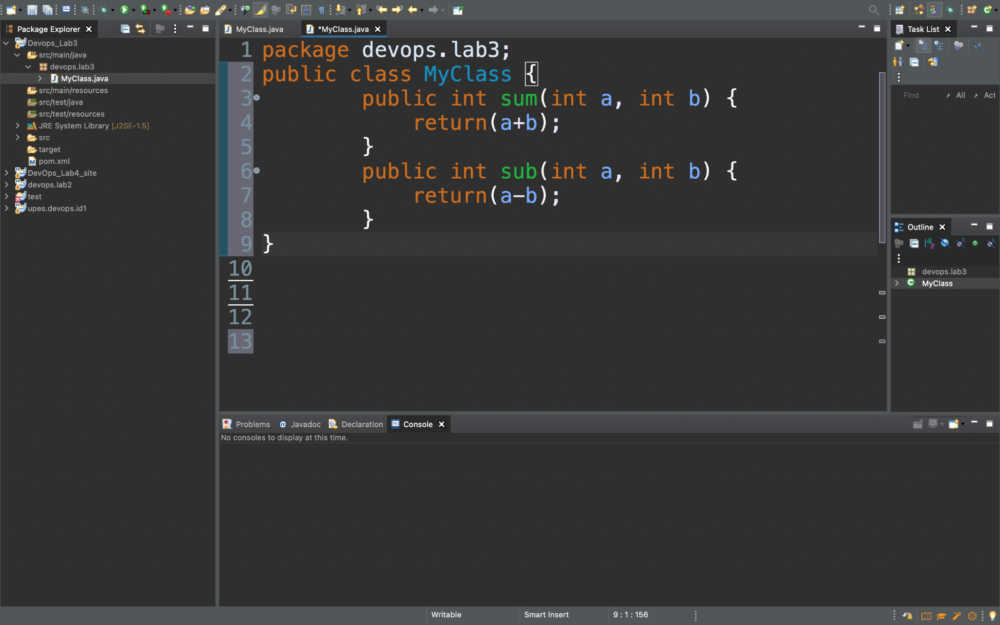 Package Explorer
Devops_Lab3
src/main/java
devops.lab3
MyClass.java
src/main/resources
src/test/java
src/test/resources
JRE System Library [J2SE-1.5]
src
target
pom.xml
DevOps_Lab4_site
devops.lab2
test
upes.devops.id1
MyClass.java
*MyClass.java
1 package devops.lab3;
2 public class MyClass {
3 public int sum(int a, int b) {
4 return(a+b);
5 }
6 public int sub(int a, int b) {
7 return(a-b);
8 }
9 }
10
11
12
13
Task List
Find All Act
Outline
devops.lab3
MyClass
Problems
Javadoc
Declaration
Console
No consoles to display at this time.
Writable
Smart Insert
9 : 1 : 156